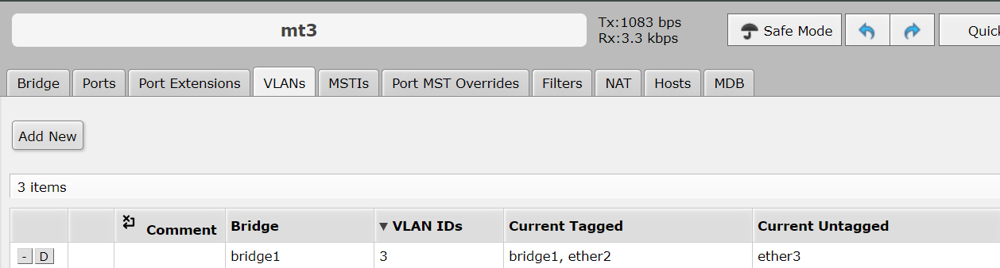 mt3
Tx:1083 bps
Rx:3.3 kbps
Safe Mode
Quick
Bridge Ports Port Extensions VLANs MSTIs Port MST Overrides Filters NAT Hosts MDB
Add New
3 items
Comment Bridge ▼ VLAN IDs Current Tagged Current Untagged
- D bridge1 3 bridge1, ether2 ether3